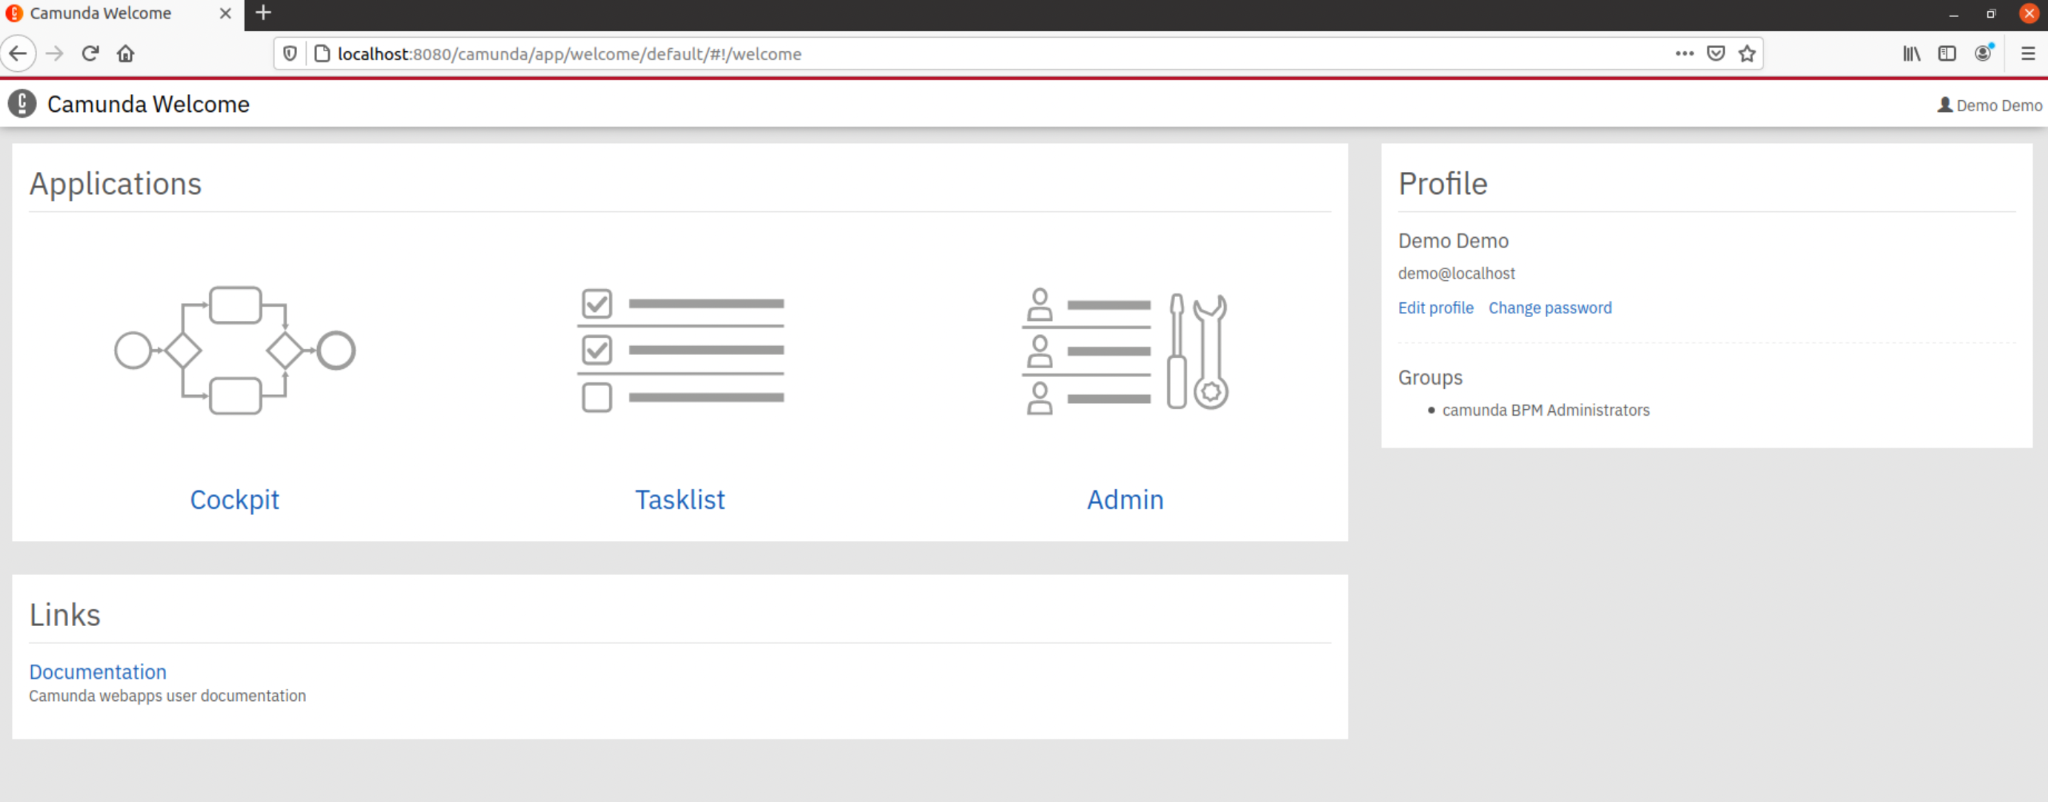 Camunda Welcome
localhost:8080/camunda/app/welcome/default/#!/welcome
Camunda Welcome
Demo Demo
Applications
Cockpit
Tasklist
Admin
Links
Documentation
Camunda webapps user documentation
Profile
Demo Demo
demo@localhost
Edit profile Change password
Groups
• camunda BPM Administrators